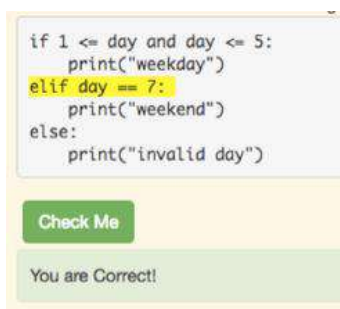 if 1 <= day and day <= 5:
    print("weekday")
elif day == 7:
    print("weekend")
else:
    print("invalid day")
Check Me
You are Correct!